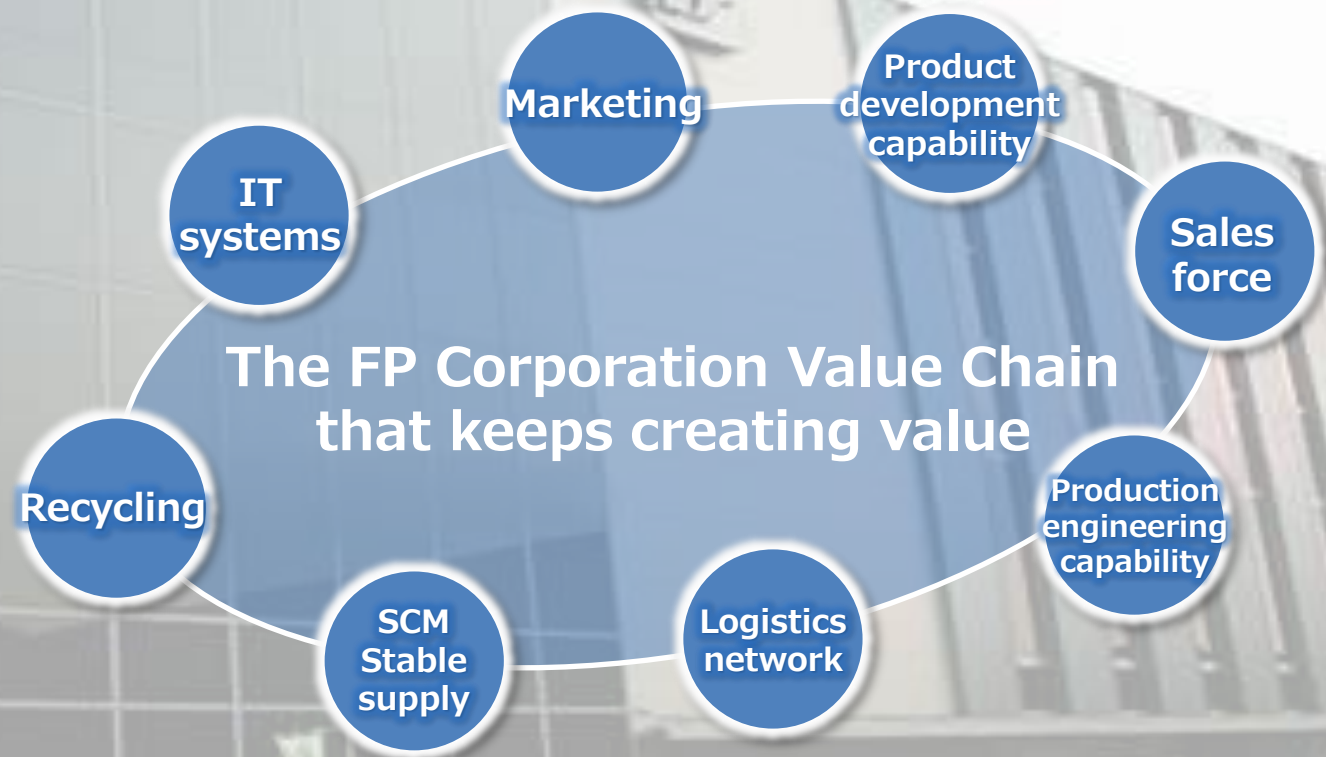 Marketing
Product
development
capability
IT
systems
Sales
force
The FP Corporation Value Chain
that keeps creating value
Recycling
Production
engineering
capability
SCM
Stable
supply
Logistics
network